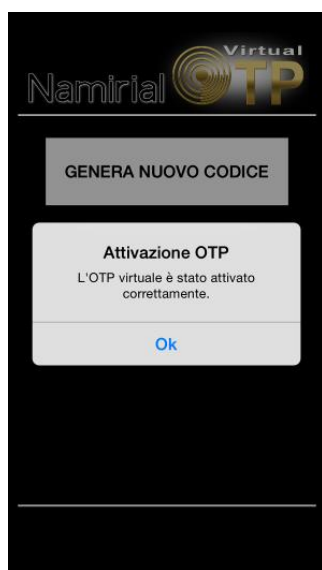 Virtual
Namirial OTP
GENERA NUOVO CODICE
Attivazione OTP
L'OTP virtuale è stato attivato
correttamente.
Ok